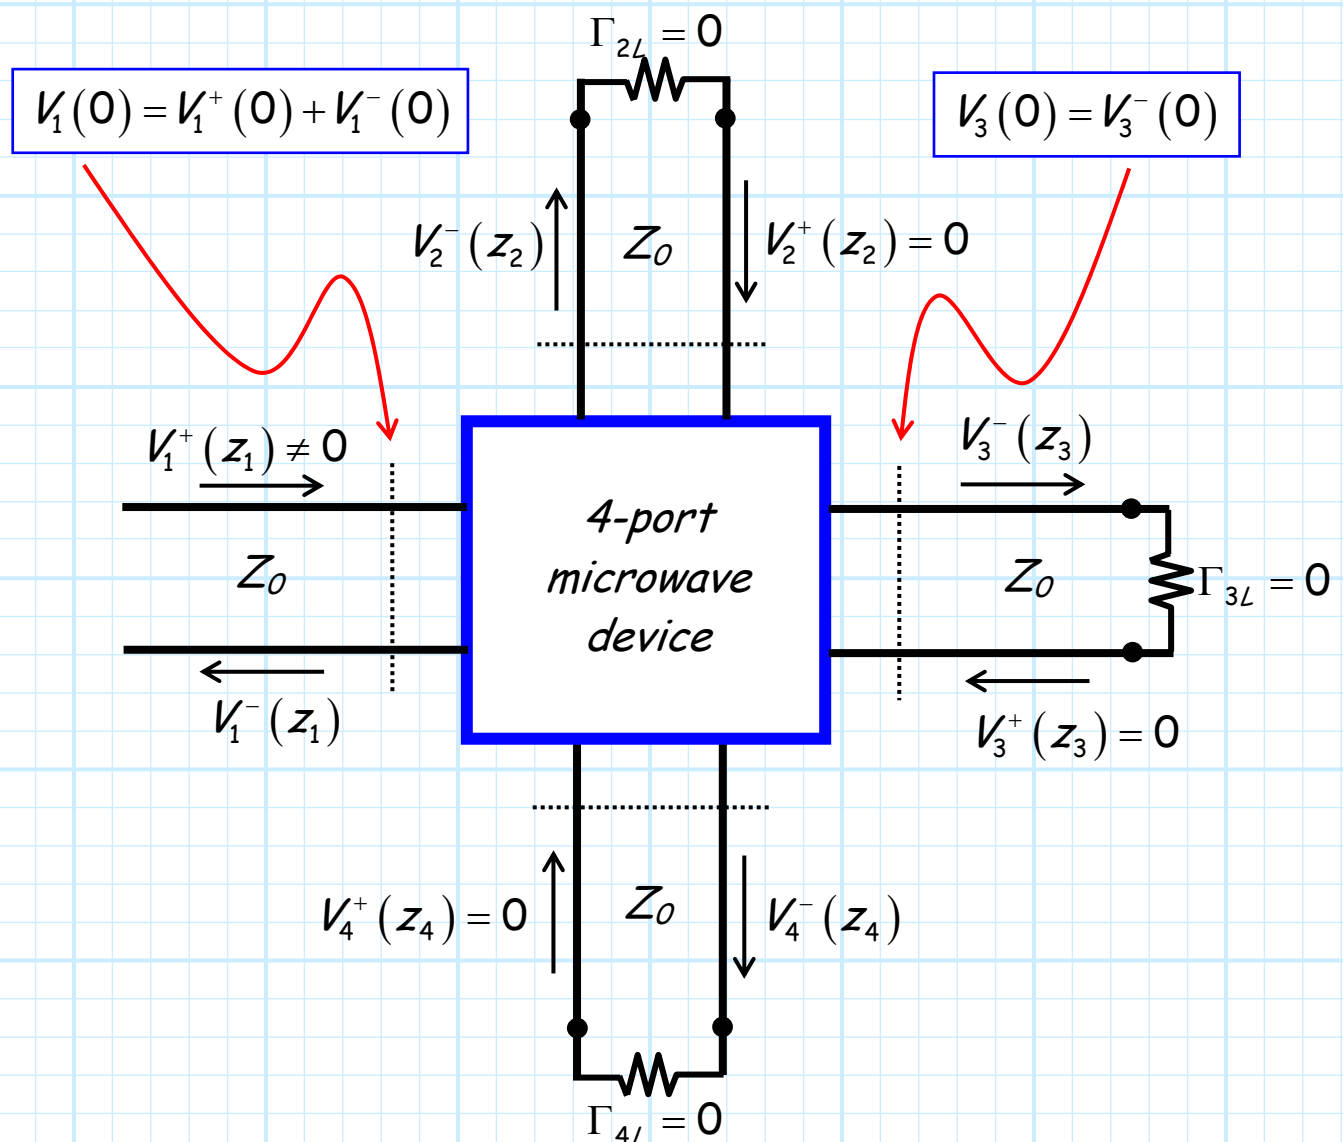 Γ₂L = 0
V₁(0) = V₁⁺(0) + V₁⁻(0)
V₃(0) = V₃⁻(0)
V₂⁻(z₂)
Z₀
V₂⁺(z₂) = 0
V₁⁺(z₁) ≠ 0
V₃⁻(z₃)
4-port
microwave
device
Z₀
Z₀
Γ₃L = 0
V₁⁻(z₁)
V₃⁺(z₃) = 0
V₄⁺(z₄) = 0
Z₀
V₄⁻(z₄)
Γ₄L = 0